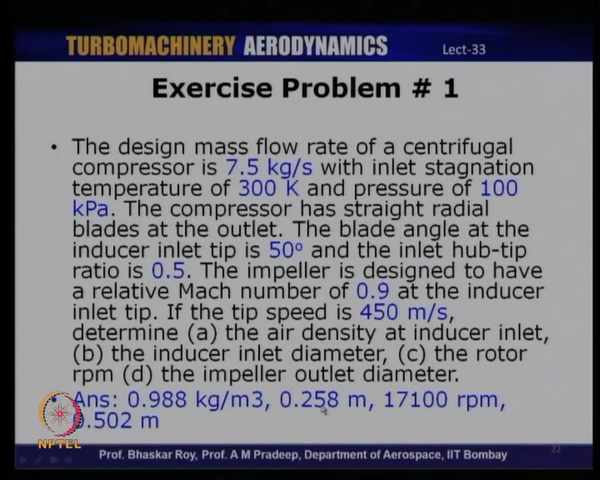 TURBOMACHINERY AERODYNAMICS Lect-33
Exercise Problem # 1
• The design mass flow rate of a centrifugal
compressor is 7.5 kg/s with inlet stagnation
temperature of 300 K and pressure of 100
kPa. The compressor has straight radial
blades at the outlet. The blade angle at the
inducer inlet tip is 50º and the inlet hub-tip
ratio is 0.5. The impeller is designed to have
a relative Mach number of 0.9 at the inducer
inlet tip. If the tip speed is 450 m/s,
determine (a) the air density at inducer inlet,
(b) the inducer inlet diameter, (c) the rotor
rpm (d) the impeller outlet diameter.
Ans: 0.988 kg/m3, 0.258 m, 17100 rpm,
0.502 m
NPTEL
Prof. Bhaskar Roy, Prof. A M Pradeep, Department of Aerospace, IIT Bombay
22